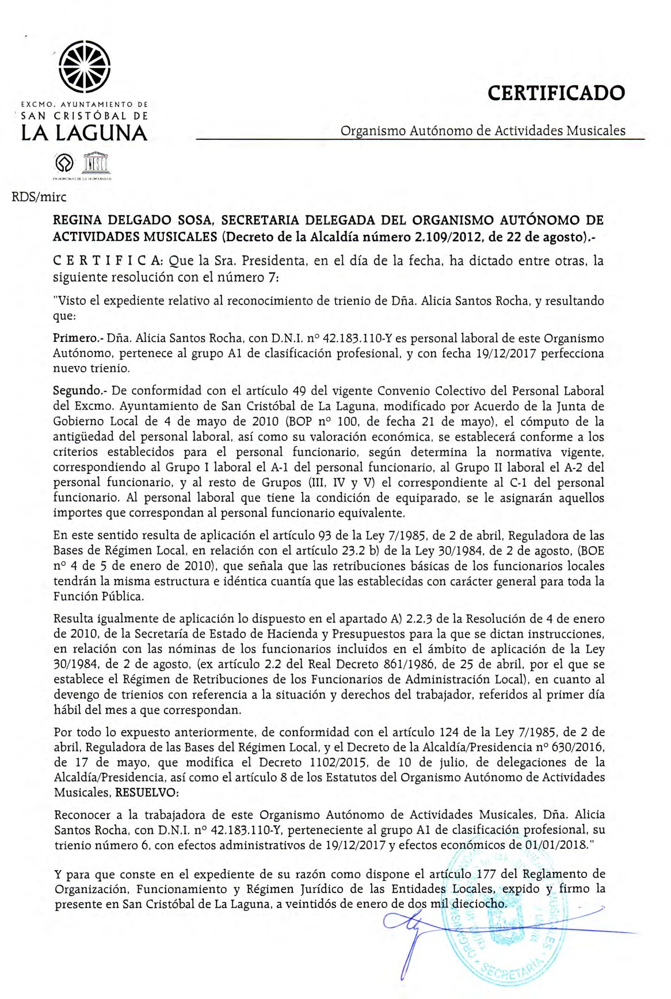 EXCMO. AYUNTAMIENTO DE
SAN CRISTÓBAL DE
LA LAGUNA
UNESCO
PATRIMONIO DE LA HUMANIDAD
CERTIFICADO
Organismo Autónomo de Actividades Musicales
RDS/mirc
REGINA DELGADO SOSA, SECRETARIA DELEGADA DEL ORGANISMO AUTÓNOMO DE
ACTIVIDADES MUSICALES (Decreto de la Alcaldía número 2.109/2012, de 22 de agosto).-
C E R T I F I C A: Que la Sra. Presidenta, en el día de la fecha, ha dictado entre otras, la
siguiente resolución con el número 7:
"Visto el expediente relativo al reconocimiento de trienio de Dña. Alicia Santos Rocha, y resultando
que:
Primero.- Dña. Alicia Santos Rocha, con D.N.I. nº 42.183.110-Y es personal laboral de este Organismo
Autónomo, pertenece al grupo A1 de clasificación profesional, y con fecha 19/12/2017 perfecciona
nuevo trienio.
Segundo.- De conformidad con el artículo 49 del vigente Convenio Colectivo del Personal Laboral
del Excmo. Ayuntamiento de San Cristóbal de La Laguna, modificado por Acuerdo de la Junta de
Gobierno Local de 4 de mayo de 2010 (BOP nº 100, de fecha 21 de mayo), el cómputo de la
antigüedad del personal laboral, así como su valoración económica, se establecerá conforme a los
criterios establecidos para el personal funcionario, según determina la normativa vigente,
correspondiendo al Grupo I laboral el A-1 del personal funcionario, al Grupo II laboral el A-2 del
personal funcionario, y al resto de Grupos (III, IV y V) el correspondiente al C-1 del personal
funcionario. Al personal laboral que tiene la condición de equiparado, se le asignarán aquellos
importes que correspondan al personal funcionario equivalente.
En este sentido resulta de aplicación el artículo 93 de la Ley 7/1985, de 2 de abril, Reguladora de las
Bases de Régimen Local, en relación con el artículo 23.2 b) de la Ley 30/1984, de 2 de agosto, (BOE
nº 4 de 5 de enero de 2010), que señala que las retribuciones básicas de los funcionarios locales
tendrán la misma estructura e idéntica cuantía que las establecidas con carácter general para toda la
Función Pública.
Resulta igualmente de aplicación lo dispuesto en el apartado A) 2.2.3 de la Resolución de 4 de enero
de 2010, de la Secretaría de Estado de Hacienda y Presupuestos para la que se dictan instrucciones,
en relación con las nóminas de los funcionarios incluidos en el ámbito de aplicación de la Ley
30/1984, de 2 de agosto, (ex artículo 2.2 del Real Decreto 861/1986, de 25 de abril, por el que se
establece el Régimen de Retribuciones de los Funcionarios de Administración Local), en cuanto al
devengo de trienios con referencia a la situación y derechos del trabajador, referidos al primer día
hábil del mes a que correspondan.
Por todo lo expuesto anteriormente, de conformidad con el artículo 124 de la Ley 7/1985, de 2 de
abril, Reguladora de las Bases del Régimen Local, y el Decreto de la Alcaldía/Presidencia nº 630/2016,
de 17 de mayo, que modifica el Decreto 1102/2015, de 10 de julio, de delegaciones de la
Alcaldía/Presidencia, así como el artículo 8 de los Estatutos del Organismo Autónomo de Actividades
Musicales, RESUELVO:
Reconocer a la trabajadora de este Organismo Autónomo de Actividades Musicales, Dña. Alicia
Santos Rocha, con D.N.I. nº 42.183.110-Y, perteneciente al grupo A1 de clasificación profesional, su
trienio número 6, con efectos administrativos de 19/12/2017 y efectos económicos de 01/01/2018."
Y para que conste en el expediente de su razón como dispone el artículo 177 del Reglamento de
Organización, Funcionamiento y Régimen Jurídico de las Entidades Locales, expido y firmo la
presente en San Cristóbal de La Laguna, a veintidós de enero de dos mil dieciocho.
SECRETARÍA